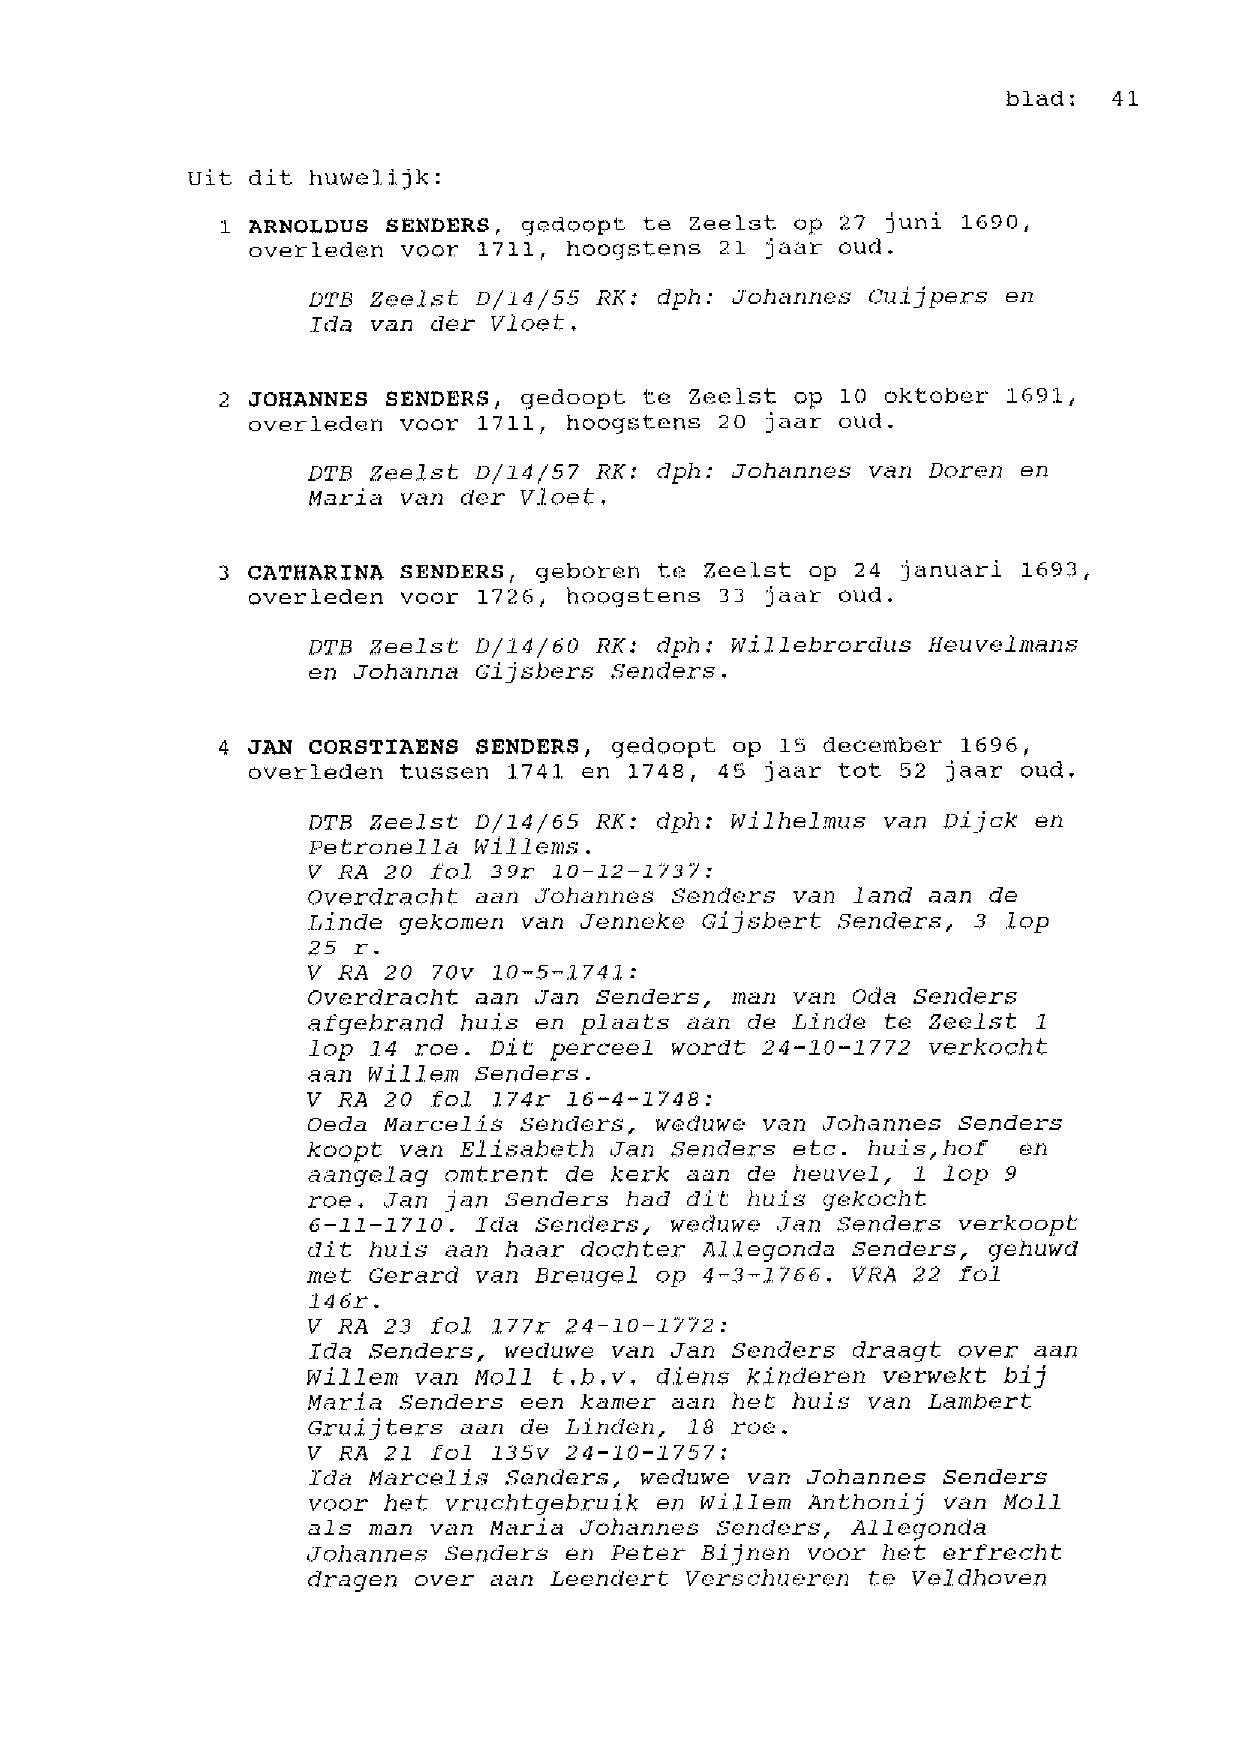 blad: 41
Uit dit huwelijk:
1 ARNOLDUS SENDERS, gedoopt te Zeelst op 27 juni 1690,
overleden voor 1711, hoogstens 21 jaar oud.
DTB Zeelst D/14/55 RK: dph: Johannes Cuijpers en
Ida van der Vloet.
2 JOHANNES SENDERS, gedoopt te Zeelst op 10 oktober 1691,
overleden voor 1711, hoogstens 20 jaar oud.
DTB Zeelst D/14/57 RK: dph: Johannes van Doren en
Maria van der Vloet.
3 CATHARINA SENDERS, geboren te Zeelst op 24 januari 1693,
overleden voor 1726, hoogstens 33 jaar oud.
DTB Zeelst D/14/60 RK: dph: Willebrordus Heuvelmans
en Johanna Gijsbers Senders.
4 JAN CORSTIAENS SENDERS, gedoopt op 15 december 1696,
overleden tussen 1741 en 1748, 45 jaar tot 52 jaar oud.
DTB Zeelst D/14/65 RK: dph: Wilhelmus van Dijck en
Petronella Willems.
V RA 20 fol 39r 10-12-1737:
Overdracht aan Johannes Senders van land aan de
Linde gekomen van Jenneke Gijsbert Senders, 3 lop
25 r.
V RA 20 70v 10-5-1741:
Overdracht aan Jan Senders, man van Oda Senders
afgebrand huis en plaats aan de Linde te Zeelst 1
lop 14 roe. Dit perceel wordt 24-10-1772 verkocht
aan Willem Senders.
V RA 20 fol 174r 16-4-1748:
Oeda Marcelis Senders, weduwe van Johannes Senders
koopt van Elisabeth Jan Senders etc. huis,hof en
aangelag omtrent de kerk aan de heuvel, 1 lop 9
roe. Jan jan Senders had dit huis gekocht
6-11-1710. Ida Senders, weduwe Jan Senders verkoopt
dit huis aan haar dochter Allegonda Senders, gehuwd
met Gerard van Breugel op 4-3-1766. VRA 22 fol
146r.
V RA 23 fol 177r 24-10-1772:
Ida Senders, weduwe van Jan Senders draagt over aan
Willem van Moll t.b.v. diens kinderen verwekt bij
Maria Senders een kamer aan het huis van Lambert
Gruijters aan de Linden, 18 roe.
V RA 21 fol 135v 24-10-1757:
Ida Marcelis Senders, weduwe van Johannes Senders
voor het vruchtgebruik en Willem Anthonij van Moll
als man van Maria Johannes Senders, Allegonda
Johannes Senders en Peter Bijnen voor het erfrecht
dragen over aan Leendert Verschueren te Veldhoven